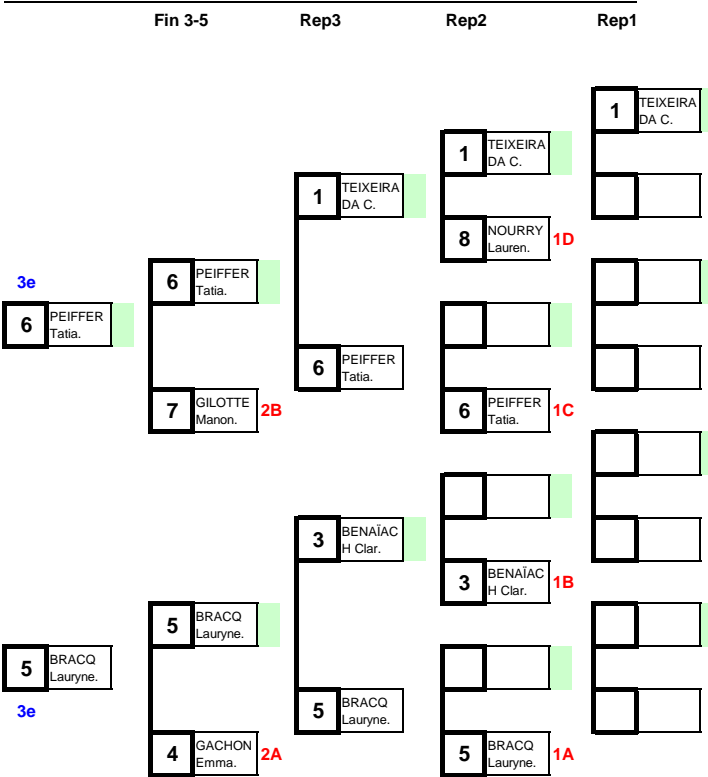 Fin 3-5 Rep3 Rep2 Rep1
1 TEIXEIRA
DA C.
1 TEIXEIRA
DA C.
1 TEIXEIRA
DA C.
8 NOURRY 1D
Lauren.
3e
6 PEIFFER
Tatia.
6 PEIFFER
Tatia.
6 PEIFFER
Tatia.
7 GILOTTE 2B
Manon.
6 PEIFFER 1C
Tatia.
3 BENAÏAC
H Clar.
3 BENAÏAC 1B
H Clar.
5 BRACQ
Lauryne.
5 BRACQ
Lauryne.
3e
5 BRACQ
Lauryne.
4 GACHON 2A
Emma.
5 BRACQ 1A
Lauryne.